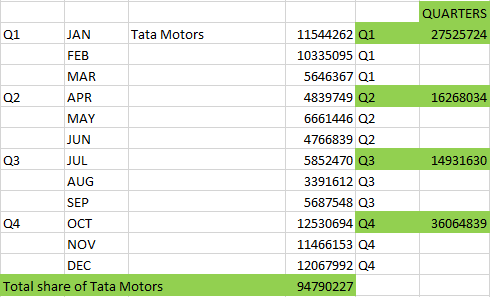 QUARTERS
Q1 JAN Tata Motors 11544262 Q1 27525724
FEB 10335095 Q1
MAR 5646367 Q1
Q2 APR 4839749 Q2 16268034
MAY 6661446 Q2
JUN 4766839 Q2
Q3 JUL 5852470 Q3 14931630
AUG 3391612 Q3
SEP 5687548 Q3
Q4 OCT 12530694 Q4 36064839
NOV 11466153 Q4
DEC 12067992 Q4
Total share of Tata Motors 94790227